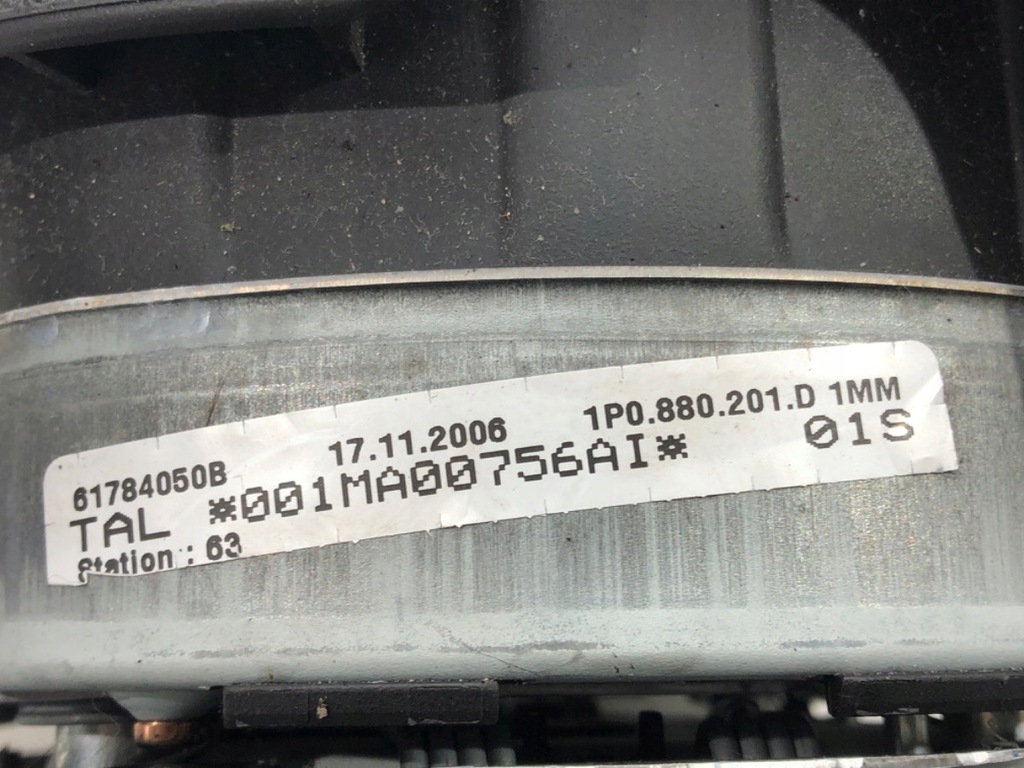 61784050B 17.11.2006 1P0.880.201.D 1MM
TAL *001MA00756AI* 01S
Station : 63